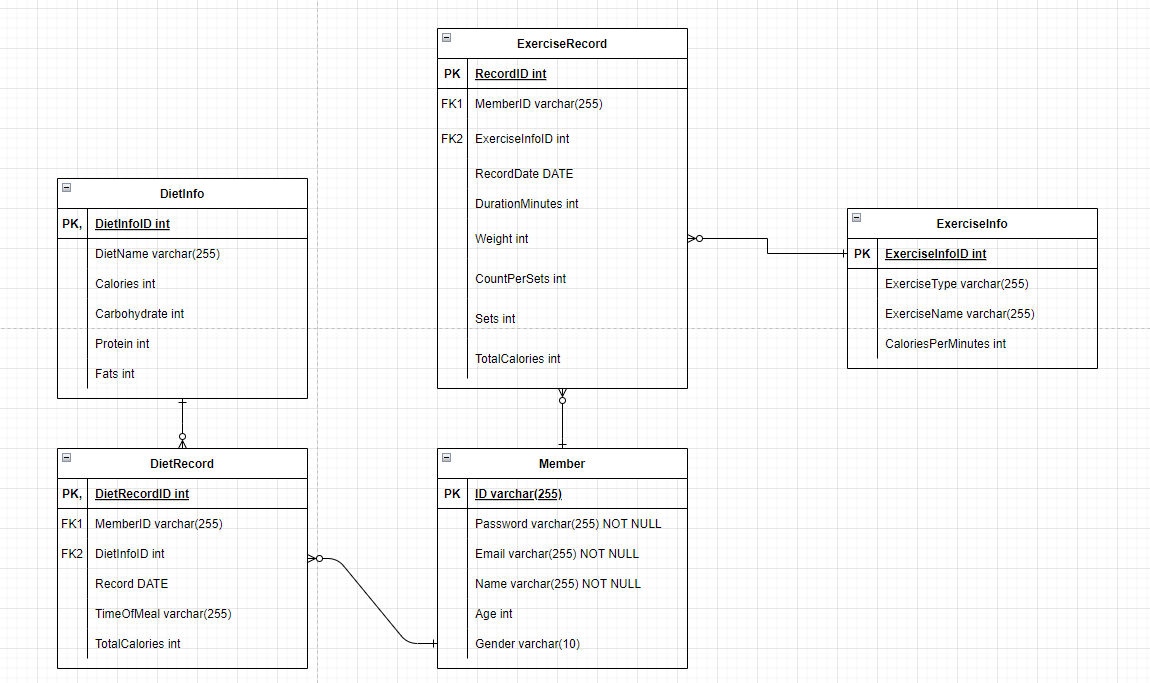 ExerciseRecord
PK RecordID int
FK1 MemberID varchar(255)
FK2 ExerciseInfoID int
RecordDate DATE
DurationMinutes int
Weight int
CountPerSets int
Sets int
TotalCalories int
DietInfo
PK, DietInfoID int
DietName varchar(255)
Calories int
Carbohydrate int
Protein int
Fats int
ExerciseInfo
PK ExerciseInfoID int
ExerciseType varchar(255)
ExerciseName varchar(255)
CaloriesPerMinutes int
DietRecord
PK, DietRecordID int
FK1 MemberID varchar(255)
FK2 DietInfoID int
Record DATE
TimeOfMeal varchar(255)
TotalCalories int
Member
PK ID varchar(255)
Password varchar(255) NOT NULL
Email varchar(255) NOT NULL
Name varchar(255) NOT NULL
Age int
Gender varchar(10)